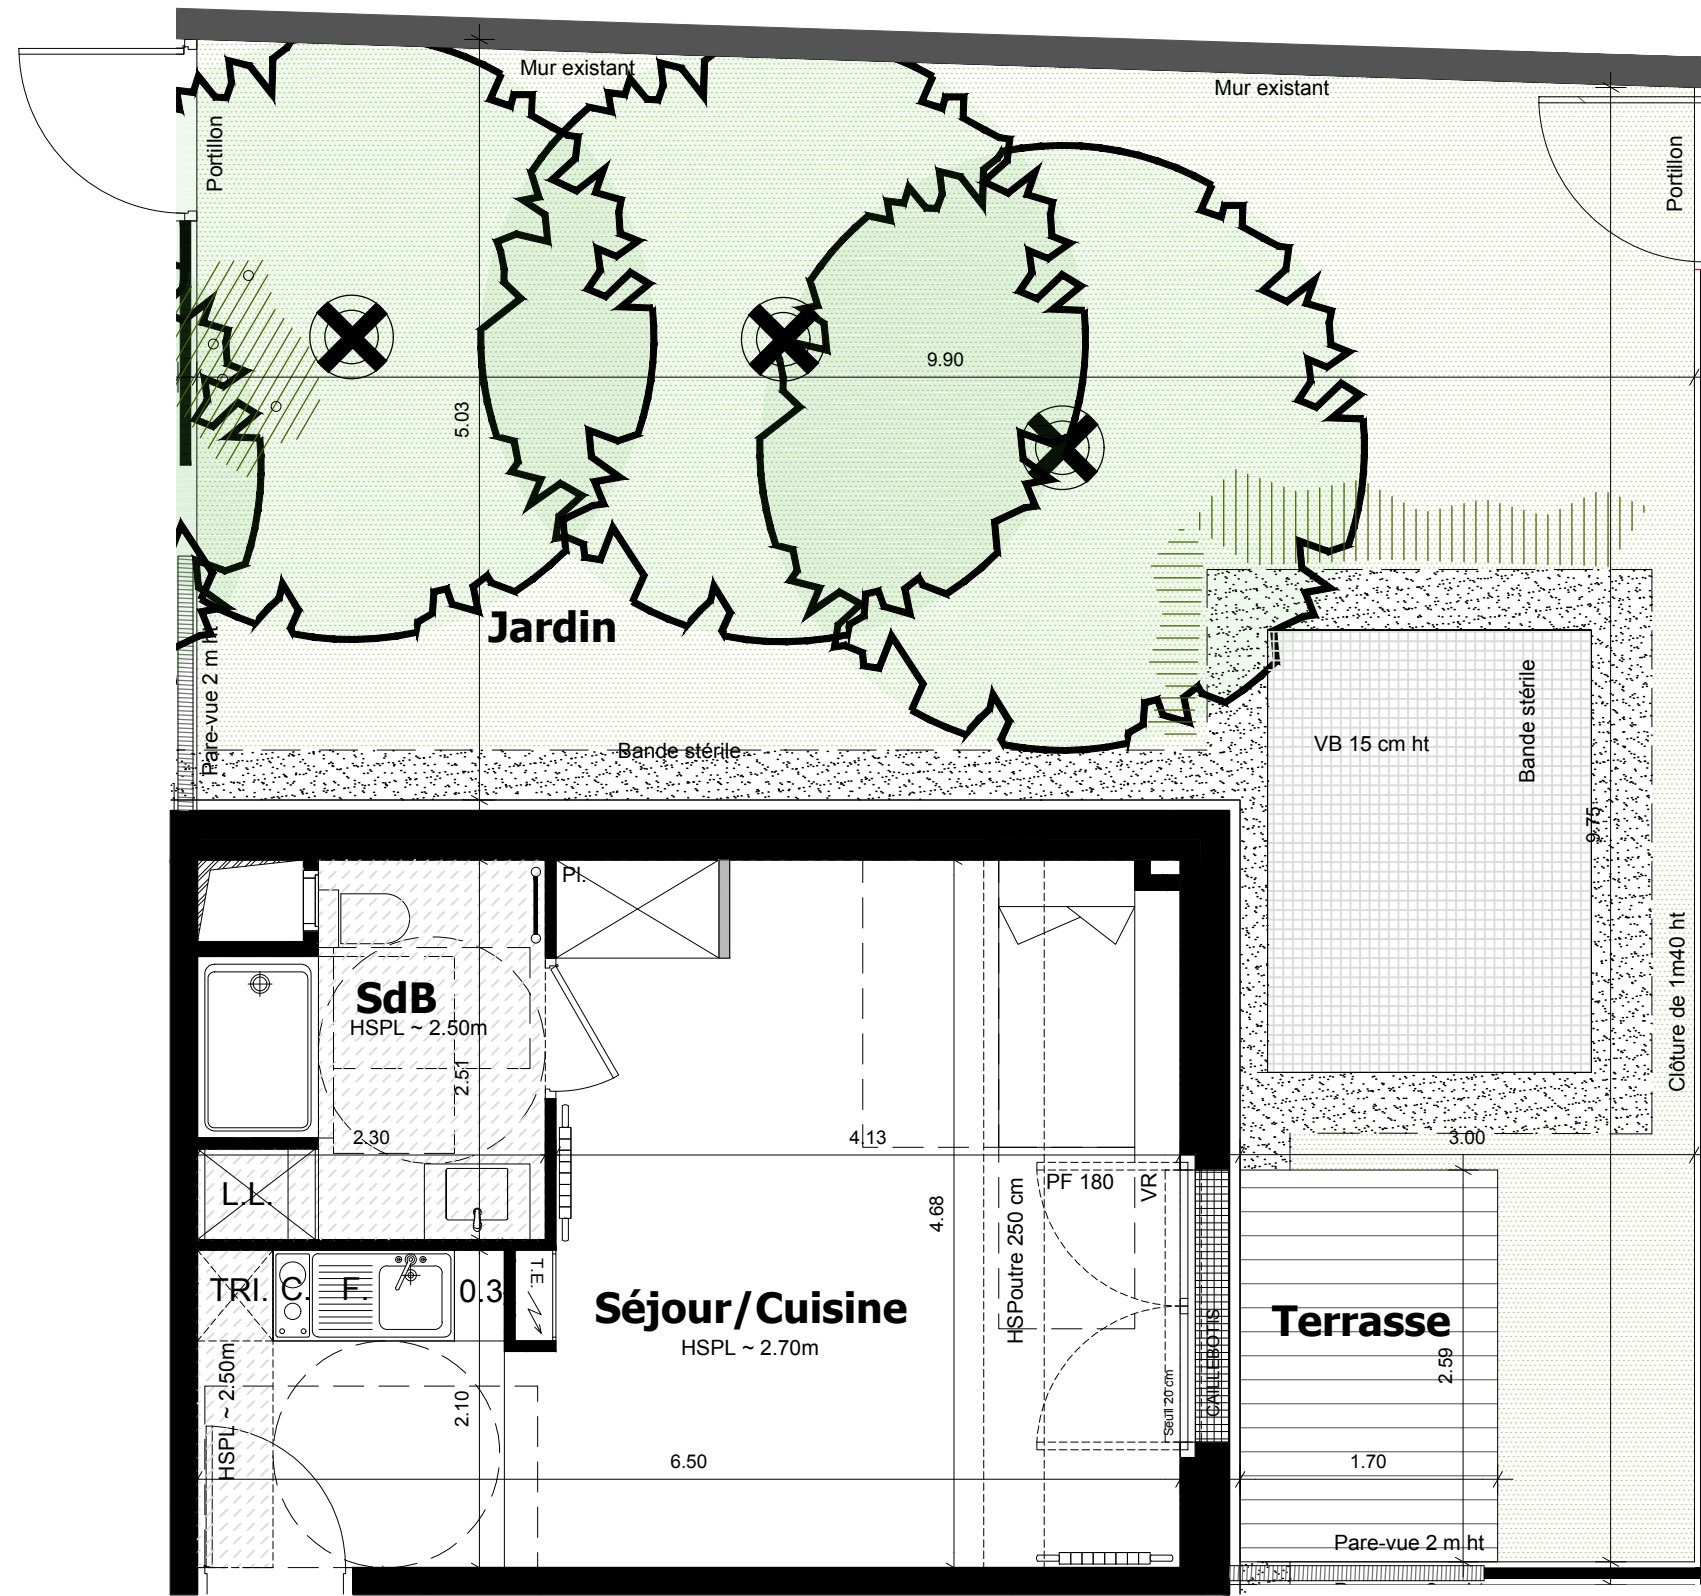 Mur existant
Mur existant
Portillon
Portillon
9.90
5.03
Jardin
Pare-vue 2 m ht
Bande stérile
Bande stérile
VB 15 cm ht
9.75
Clôture de 1m40 ht
Pl.
SdB
HSPL ~ 2.50m
2.51
2.30
4.13
3.00
L.L.
PF 180
VR
4.68
HSPoutre 250 cm
TRI.
C.
F.
0.3
T.E.
Séjour/Cuisine
HSPL ~ 2.70m
Terrasse
CAILLEBOTIS
Seuil 20 cm
2.59
HSPL ~ 2.50m
2.10
6.50
1.70
Pare-vue 2 m ht